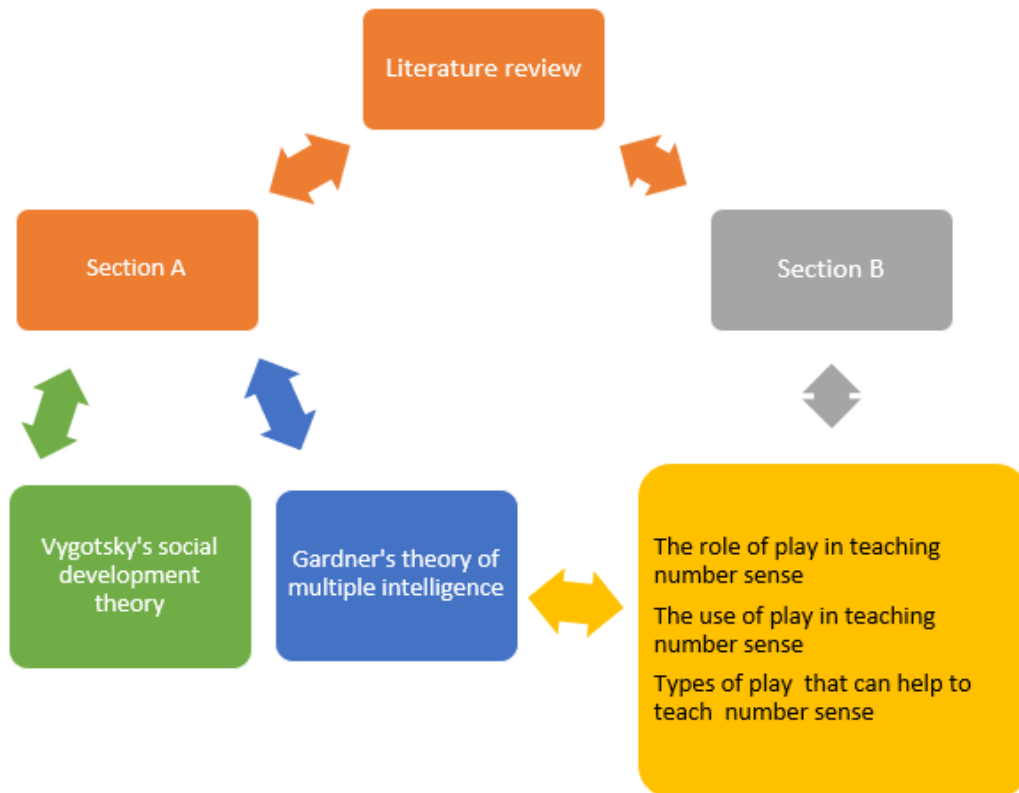 Literature review
Section A
Section B
Vygotsky's social
development
theory
Gardner's theory of
multiple intelligence
The role of play in teaching
number sense
The use of play in teaching
number sense
Types of play  that can help to
teach  number sense